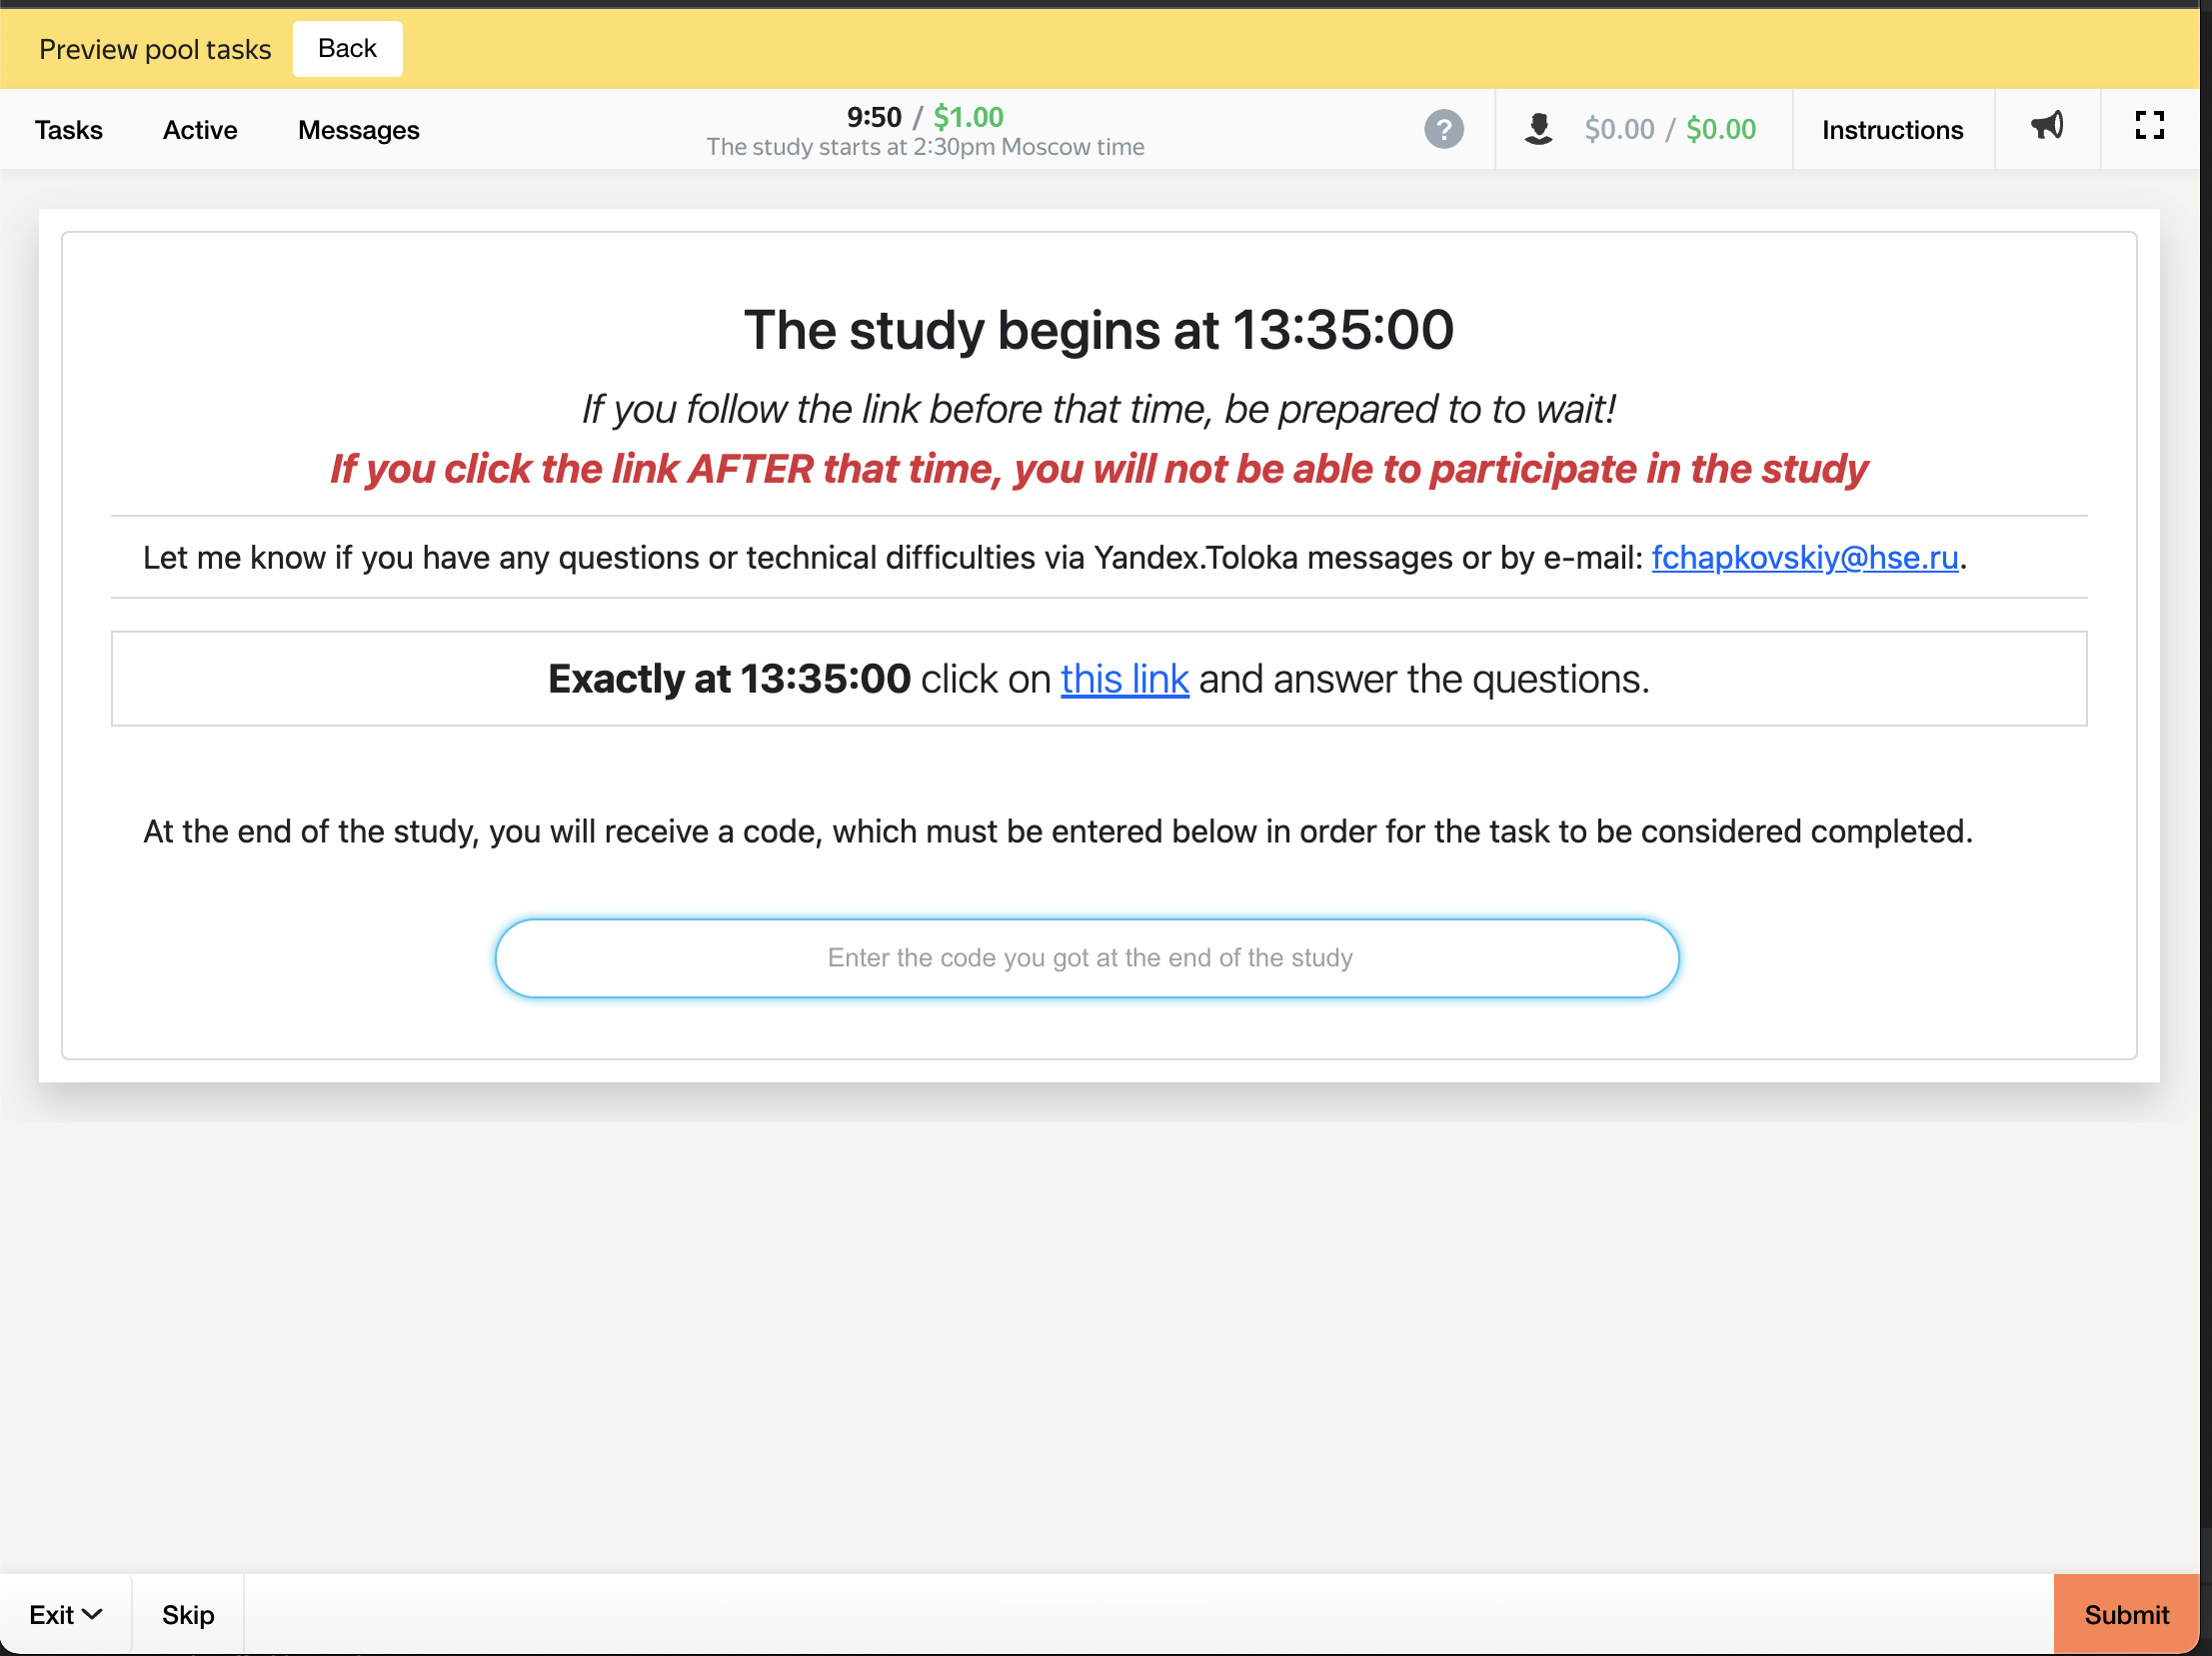 Preview pool tasks Back
Tasks Active Messages 9:50 / $1.00 ? $0.00 / $0.00 Instructions
The study starts at 2:30pm Moscow time
The study begins at 13:35:00
If you follow the link before that time, be prepared to to wait!
If you click the link AFTER that time, you will not be able to participate in the study
Let me know if you have any questions or technical difficulties via Yandex.Toloka messages or by e-mail: fchapkovskiy@hse.ru.
Exactly at 13:35:00 click on this link and answer the questions.
At the end of the study, you will receive a code, which must be entered below in order for the task to be considered completed.
Enter the code you got at the end of the study
Exit Skip Submit